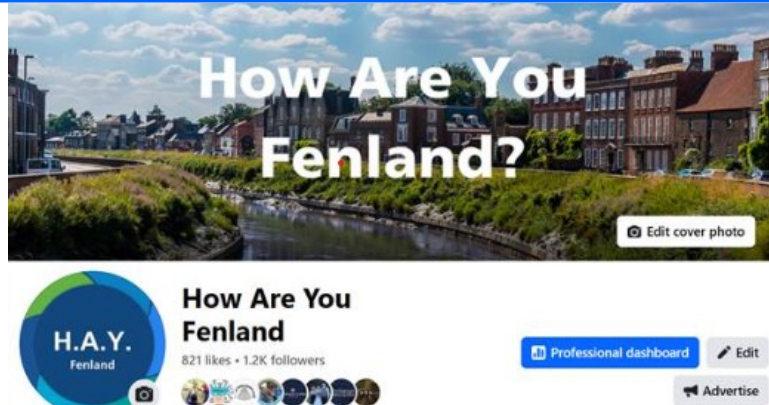 How Are You
Fenland?
Edit cover photo
H.A.Y.
Fenland
How Are You
Fenland
821 likes • 1.2K followers
Professional dashboard
Edit
Advertise